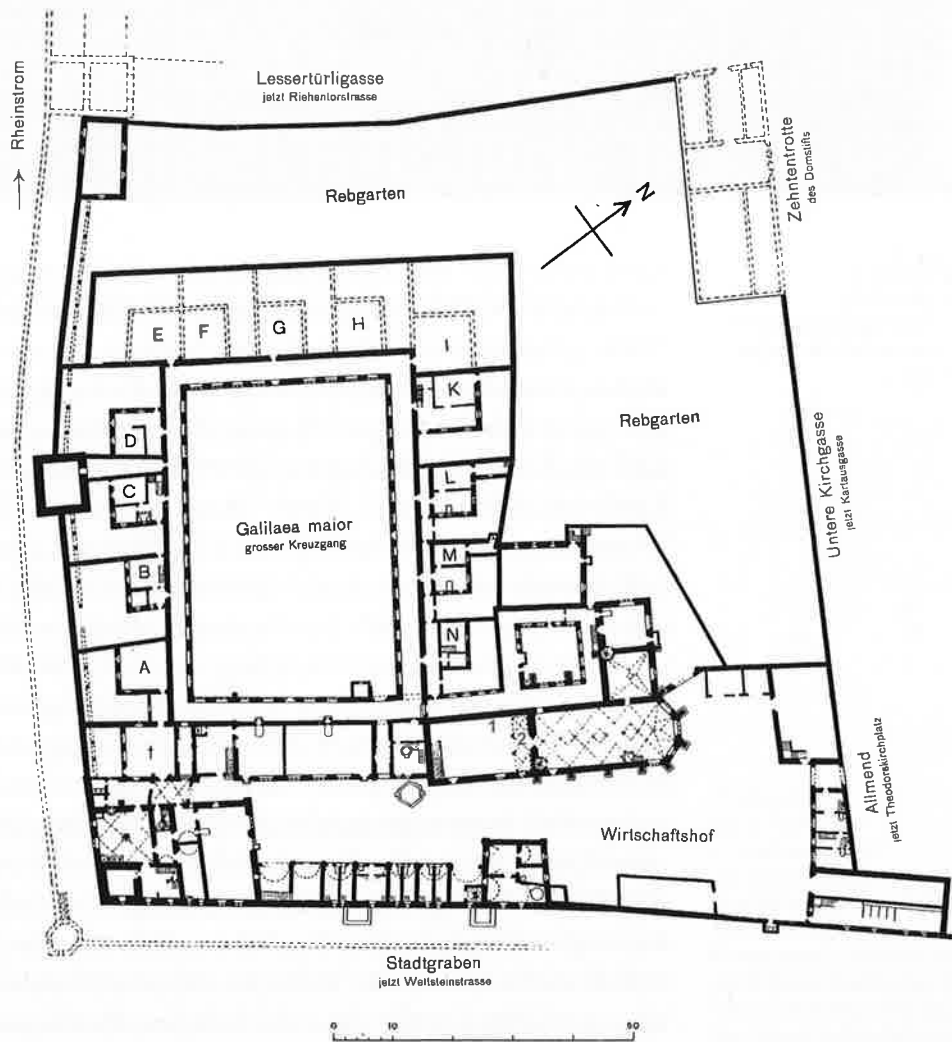 Lessertürligasse
jetzt Riehentorstrasse
Rheinstrom
Zehntentrotte
des Domstifts
Rebgarten
N
E F G H I
K
D
C
L
Rebgarten
Galilaea maior
grosser Kreuzgang
Untere Kirchgasse
jetzt Kartausgasse
B
M
A
N
1
2
Allmend
jetzt Theodorskirchplatz
Wirtschaftshof
Stadtgraben
jetzt Wettsteinstrasse
0 10 50